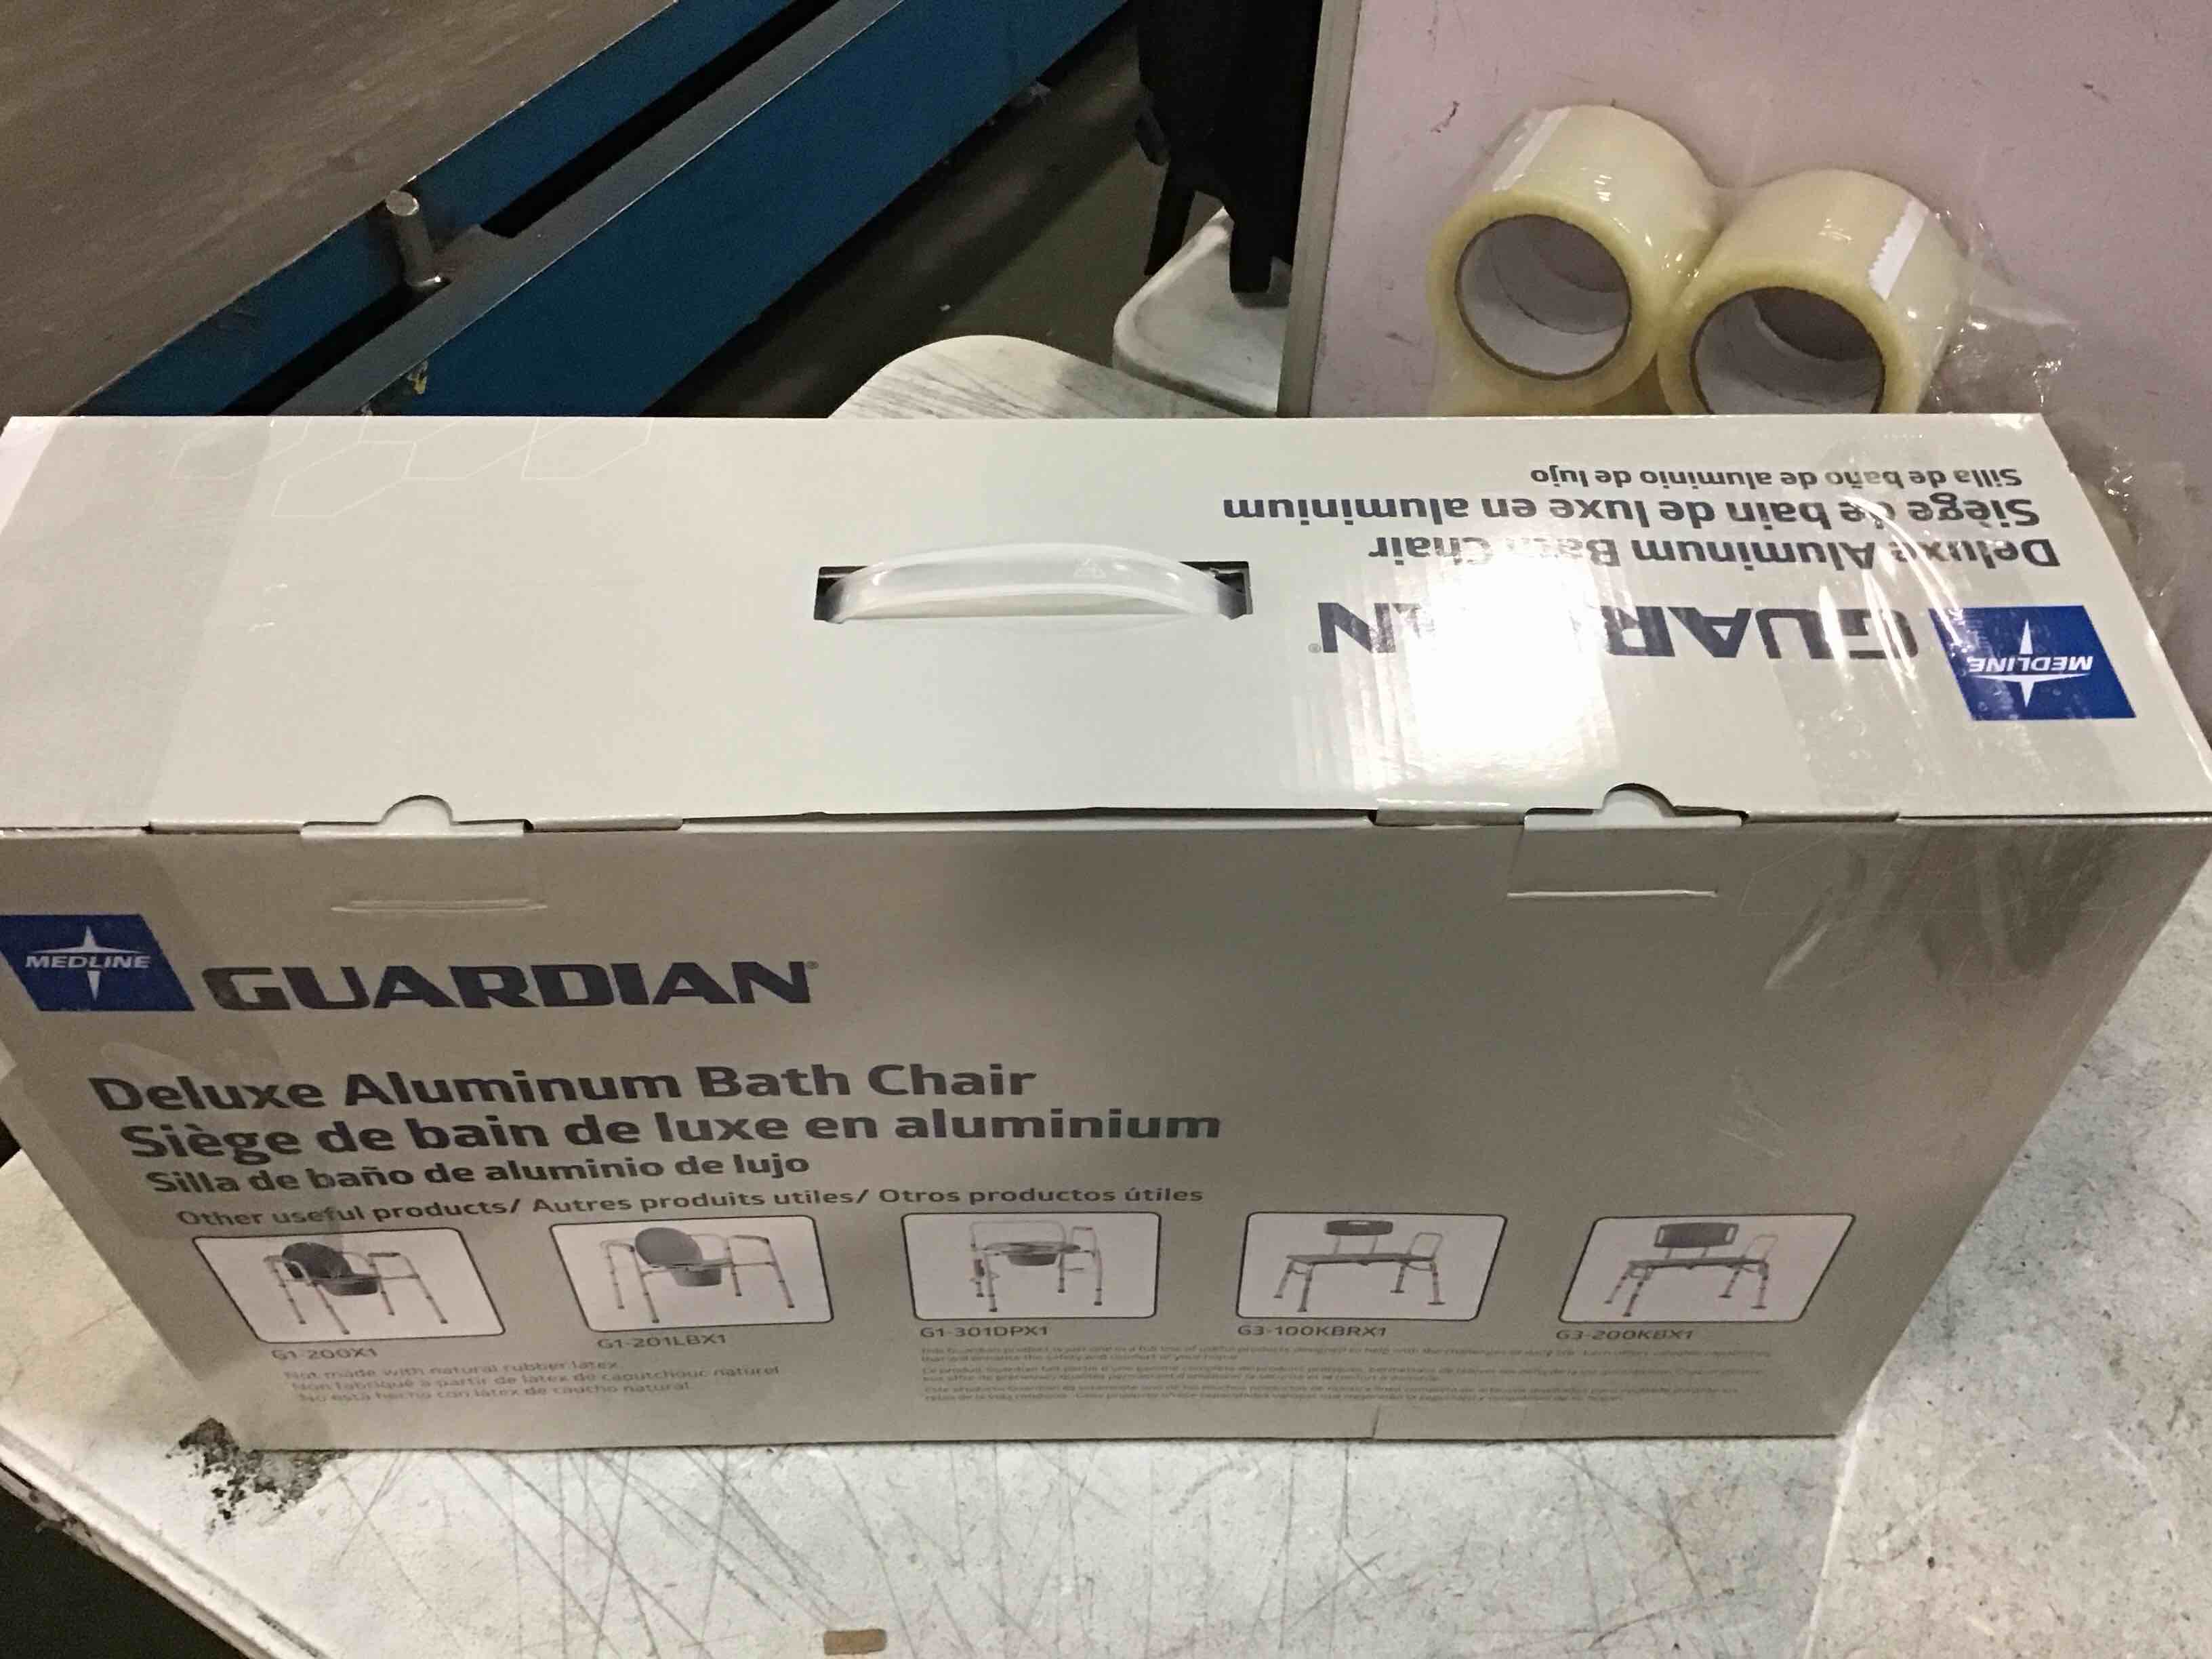 Silla de baño de aluminio de lujo
Siège de bain de luxe en aluminium
Deluxe Aluminum Bath Chair
GUAR N®
MEDLINE
MEDLINE
GUARDIAN®
Deluxe Aluminum Bath Chair
Siège de bain de luxe en aluminium
Silla de baño de aluminio de lujo
Other useful products/ Autres produits utiles/ Otros productos útiles
G1-200X1
G1-201LBX1
G1-301DPX1
G3-100KBRX1
G3-200KBX1
Not made with natural rubber latex
Non fabriqué à partir de latex de caoutchouc naturel
No está hecho con látex de caucho natural